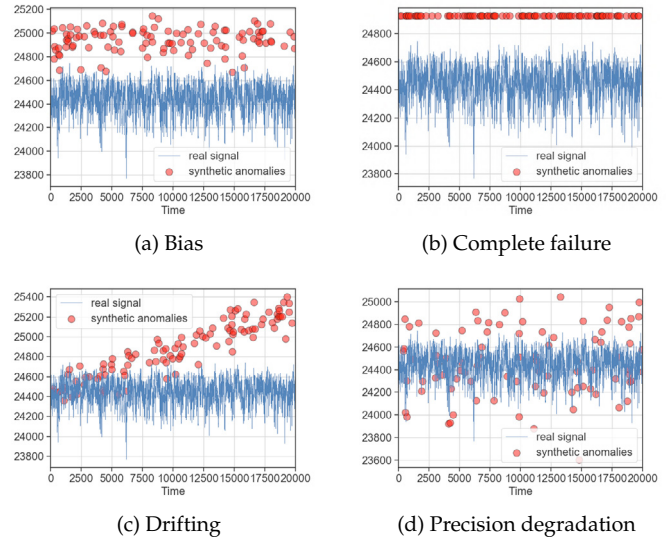 25200
25000
24800
24600
24400
24200
24000
23800
real signal
synthetic anomalies
0 2500 5000 7500 10000 12500 15000 17500 20000
Time
(a) Bias
24800
24600
24400
24200
24000
23800
real signal
synthetic anomalies
0 2500 5000 7500 10000 12500 15000 17500 20000
Time
(b) Complete failure
25400
25200
25000
24800
24600
24400
24200
24000
23800
real signal
synthetic anomalies
0 2500 5000 7500 10000 12500 15000 17500 20000
Time
(c) Drifting
25000
24800
24600
24400
24200
24000
23800
23600
real signal
synthetic anomalies
0 2500 5000 7500 10000 12500 15000 17500 20000
Time
(d) Precision degradation